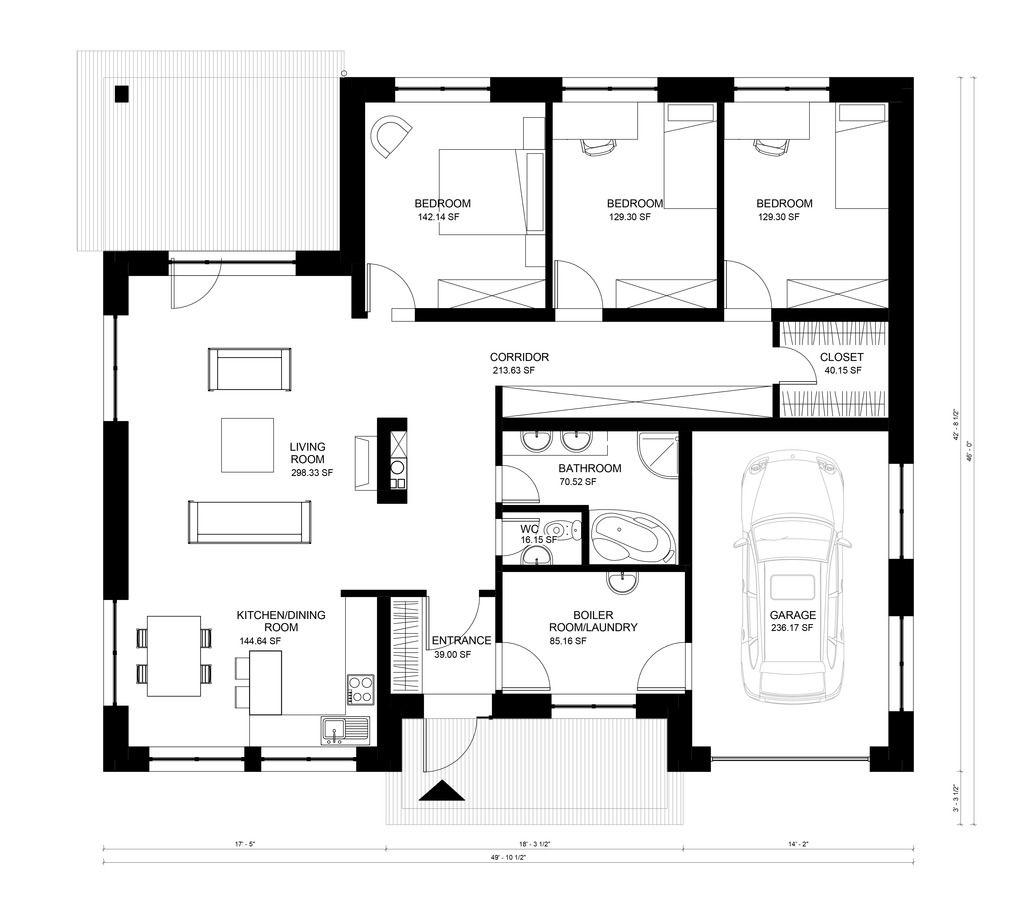 BEDROOM
142.14 SF
BEDROOM
129.30 SF
BEDROOM
129.30 SF
CORRIDOR
213.63 SF
CLOSET
40.15 SF
LIVING
ROOM
298.33 SF
BATHROOM
70.52 SF
WC
16.15 SF
KITCHEN/DINING
ROOM
144.64 SF
ENTRANCE
39.00 SF
BOILER
ROOM/LAUNDRY
85.16 SF
GARAGE
236.17 SF
42' - 8 1/2"
46' - 0"
3' - 3 1/2"
17' - 5"
18' - 3 1/2"
14' - 2"
49' - 10 1/2"